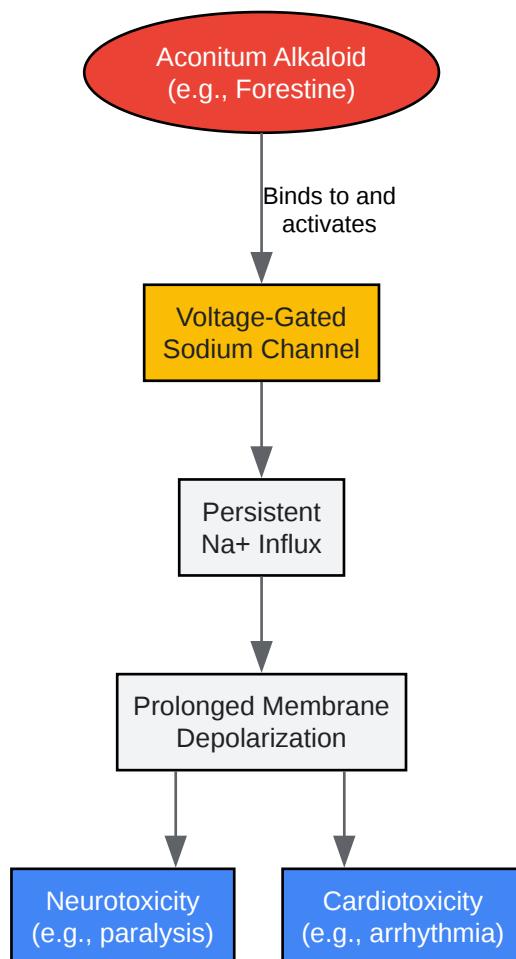 Aconitum Alkaloid
(e.g., Forestine)
Binds to and
activates
Voltage-Gated
Sodium Channel
Persistent
Na+ Influx
Prolonged Membrane
Depolarization
Neurotoxicity
(e.g., paralysis)
Cardiotoxicity
(e.g., arrhythmia)